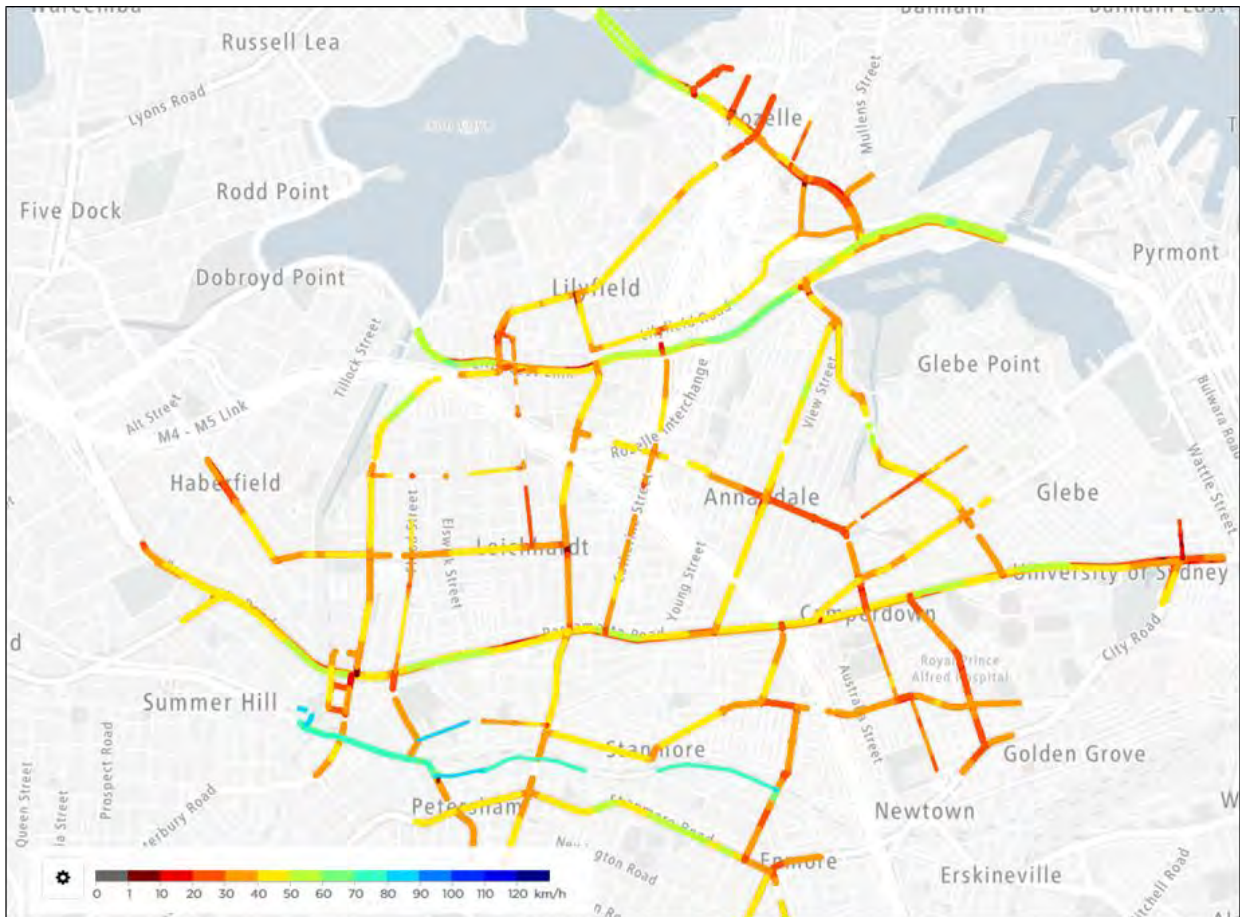 Russell Lea
Lyons Road
Mullens Street
Rozelle
Rodd Point
Five Dock
Pyrmont
Dobroyd Point
Lilyfield
Lilyfield Road
Tillock Street
Glebe Point
View Street
Bulwara Road
Alt Street
M4 - M5 Link
Rozelle Interchange
Wattle Street
Haberfield
Annandale
Glebe
Elswick Street
Leichhardt
Catherine Street
Young Street
University of Sydney
Camperdown
d
City Road
Royal Prince
Alfred Hospital
Australia Street
Summer Hill
Stanmore
Golden Grove
Prospect Road
Queen Street
la Street
Petersham
Stanmore Road
Newtown
W
terbury Road
Enmore
Erskineville
0 1 10 20 30 40 50 60 70 80 90 100 110 120 km/h